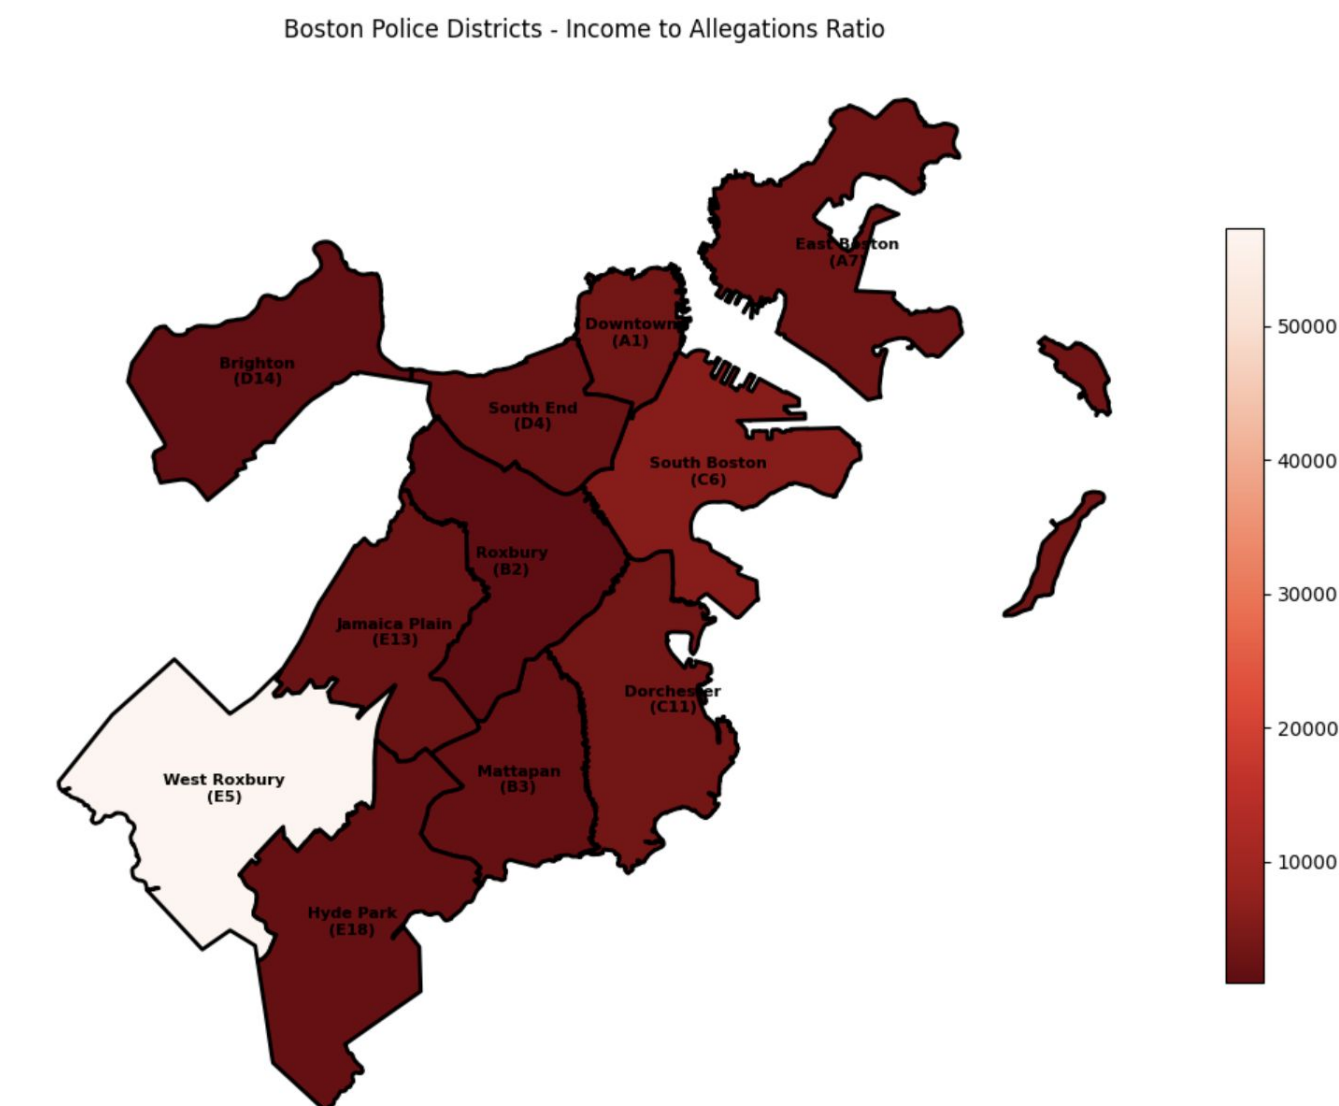 Boston Police Districts - Income to Allegations Ratio
East Boston
(A7)
Downtown
(A1)
Brighton
(D14)
South End
(D4)
South Boston
(C6)
Roxbury
(B2)
Jamaica Plain
(E13)
Dorchester
(C11)
West Roxbury
(E5)
Mattapan
(B3)
Hyde Park
(E18)
50000
40000
30000
20000
10000